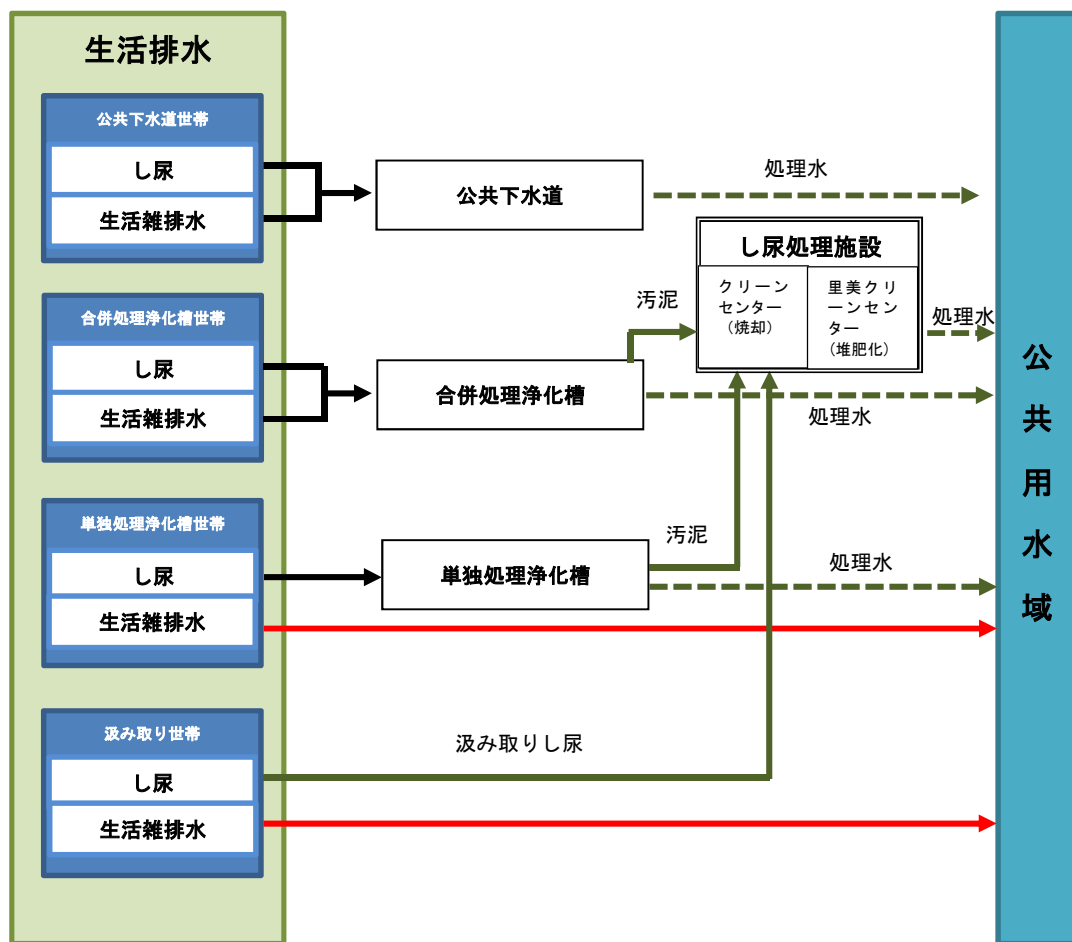 生活排水
公共下水道世帯
し尿
生活雑排水
公共下水道
処理水
し尿処理施設
クリーン
センター
（焼却）
里美クリ
ーンセン
ター
（堆肥化）
汚泥
処理水
合併処理浄化槽世帯
し尿
生活雑排水
合併処理浄化槽
処理水
単独処理浄化槽世帯
し尿
生活雑排水
単独処理浄化槽
汚泥
処理水
汲み取り世帯
し尿
生活雑排水
汲み取りし尿
公共用水域